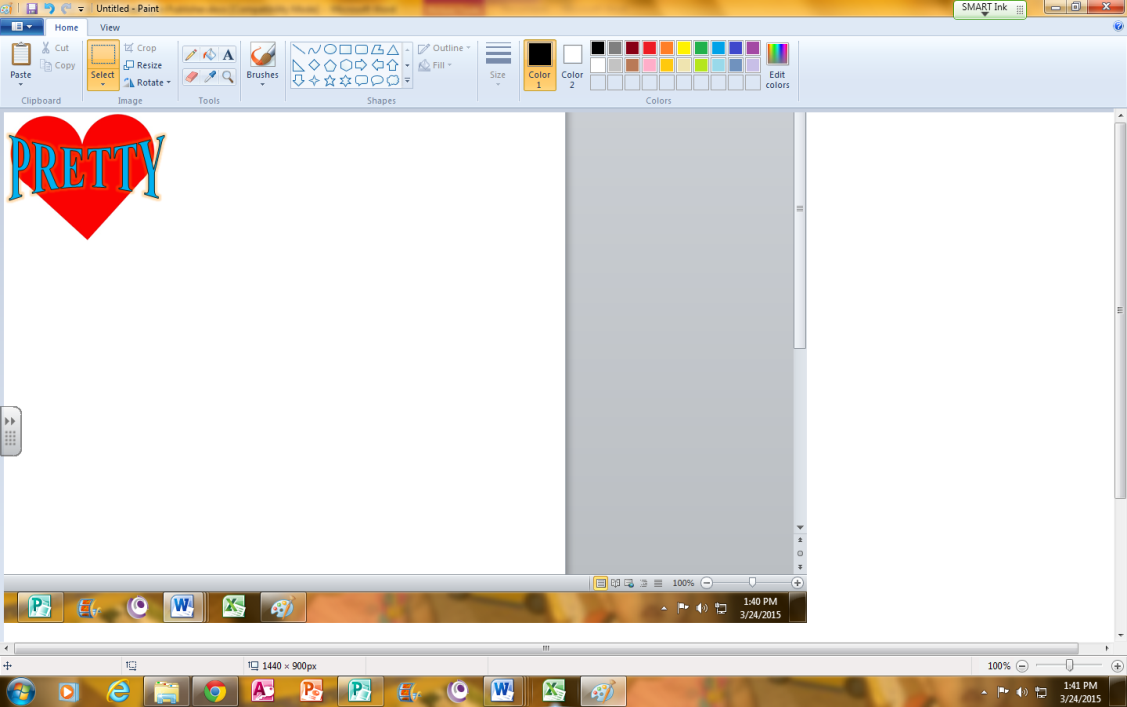 Untitled - Paint
SMART Ink
Home
View
Paste
Cut
Copy
Clipboard
Select
Crop
Resize
Rotate
Image
A
Tools
Brushes
Outline
Fill
Shapes
Size
Color
1
Color
2
Edit
colors
Colors
PRETTY
100%
1:40 PM
3/24/2015
1440 × 900px
100%
1:41 PM
3/24/2015